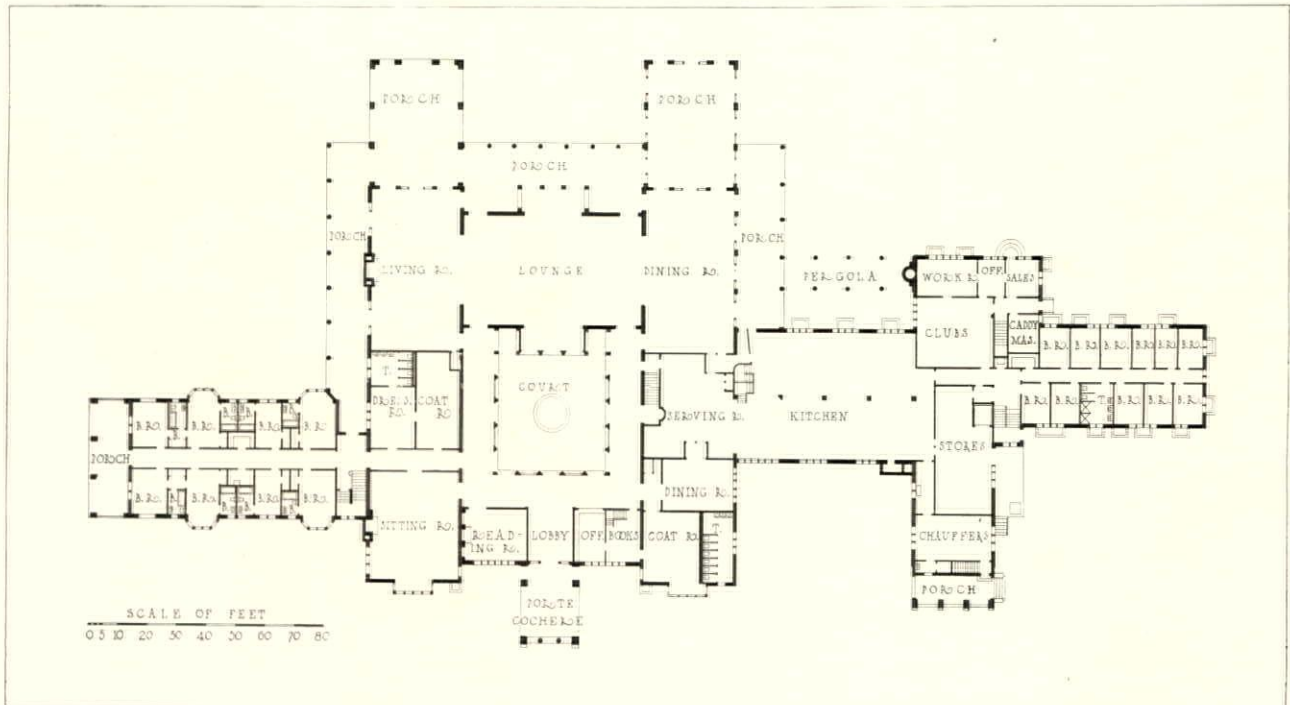 PORCH
PORCH
PORCH
PORCH
LIVING RO.
LOUNGE
DINING RO.
PORCH
PERGOLA
WORK R.
OFF.
SALES
CLUBS
CADDY
MAS.
B. RO.
B. RO.
B. RO.
B. RO.
B. RO.
B. RO.
T.
DRESS.
RO.
COAT
RO.
COURT
SERVING RO.
KITCHEN
B. RO.
B. RO.
T.
B. RO.
B. RO.
B. RO.
STORES
B. RO.
B.
B. RO.
B.
B.
B. RO.
B.
B. RO.
PORCH
B. RO.
B.
B. RO.
B.
B.
B. RO.
B.
B. RO.
SITTING RO.
READ-
ING RO.
LOBBY
OFF.
BOOKS
DINING RO.
COAT RO.
T.
CHAUFFERS
PORCH
PORTE
COCHERE
SCALE OF FEET
0 5 10 20 30 40 50 60 70 80